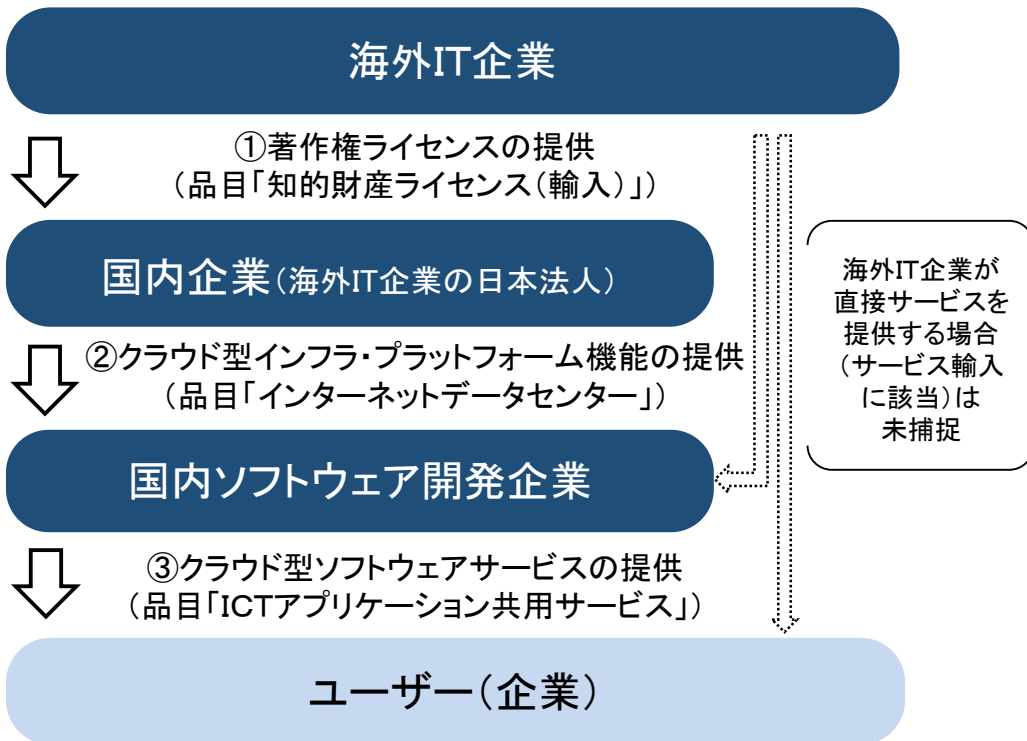 海外IT企業
①著作権ライセンスの提供
(品目「知的財産ライセンス(輸入)」)
国内企業(海外IT企業の日本法人)
②クラウド型インフラ・プラットフォーム機能の提供
(品目「インターネットデータセンター」)
国内ソフトウェア開発企業
③クラウド型ソフトウェアサービスの提供
(品目「ICTアプリケーション共用サービス」)
ユーザー(企業)
海外IT企業が
直接サービスを
提供する場合
(サービス輸入
に該当)は
未捕捉